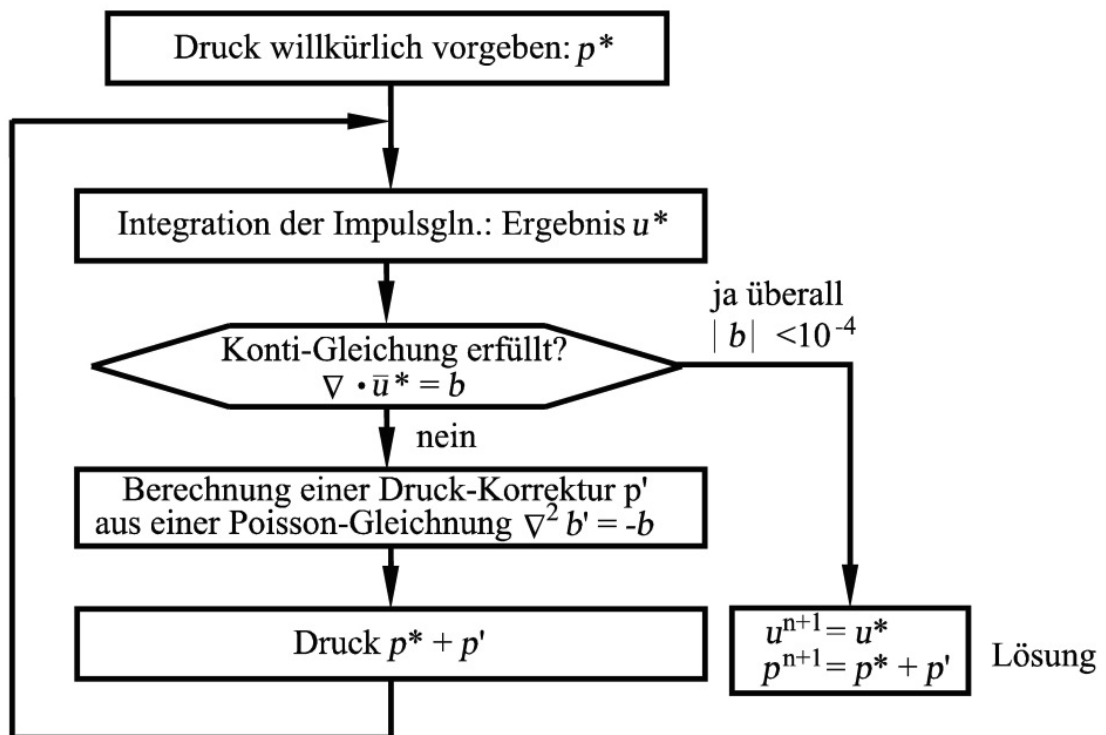 Druck willkürlich vorgeben: p*
Integration der Impulsgln.: Ergebnis u*
ja überall
| b| <10⁻⁴
Konti-Gleichung erfüllt?
∇ · ū* = b
nein
Berechnung einer Druck-Korrektur p'
aus einer Poisson-Gleichnung ∇² b' = -b
Druck p* + p'
uⁿ⁺¹ = u*
pⁿ⁺¹ = p* + p'
Lösung